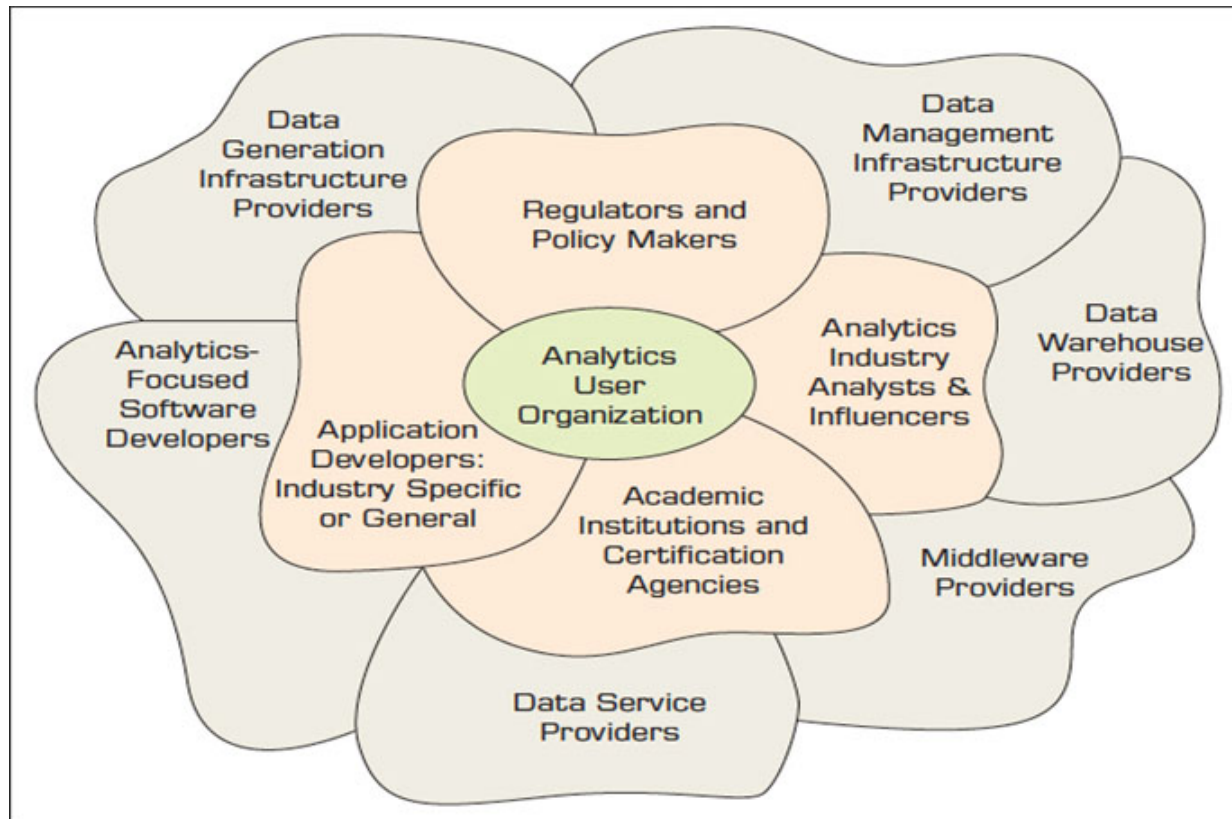 Data
Generation
Infrastructure
Providers
Data
Management
Infrastructure
Providers
Regulators and
Policy Makers
Data
Warehouse
Providers
Analytics
Industry
Analysts &
Influencers
Analytics
User
Organization
Analytics-
Focused
Software
Developers
Application
Developers:
Industry Specific
or General
Academic
Institutions and
Certification
Agencies
Middleware
Providers
Data Service
Providers